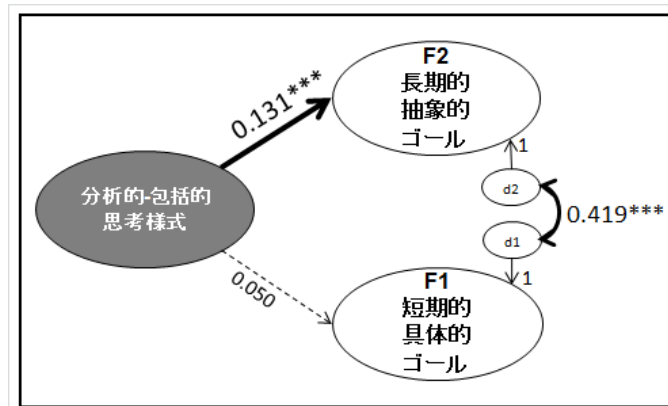 F2
長期的
抽象的
ゴール
0.131***
1
分析的-包括的
思考様式
d2
0.419***
d1
0.050
1
F1
短期的
具体的
ゴール